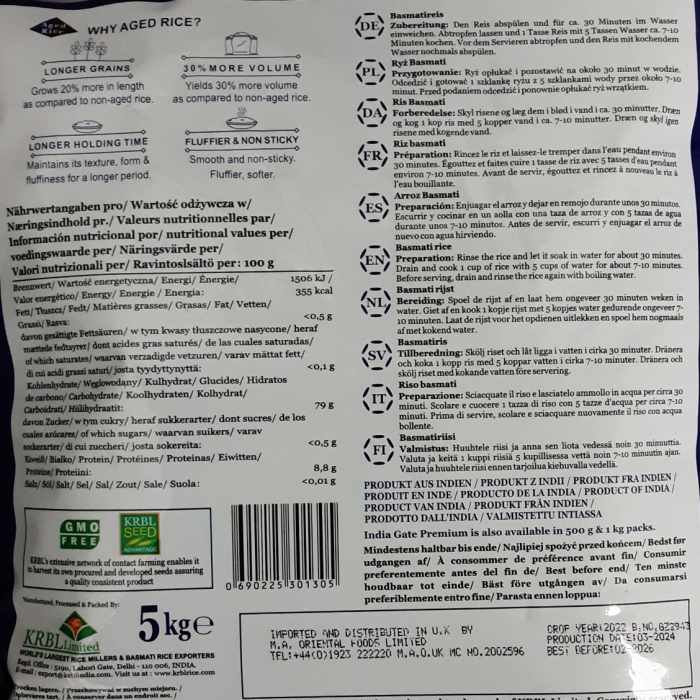 Aged Rice
WHY AGED RICE?
LONGER GRAINS
Grows 20% more in length
as compared to non-aged rice.
30% MORE VOLUME
Yields 30% more volume
as compared to non-aged rice.
LONGER HOLDING TIME
Maintains its texture, form &
fluffiness for a longer period.
FLUFFIER & NON STICKY
Smooth and non-sticky.
Fluffier, softer.
Nährwertangaben pro/ Wartość odżywcza w/
Næringsindhold pr./ Valeurs nutritionnelles par/
Información nutricional por/ nutritional values per/
voedingswaarde per/ Näringsvärde per/
Valori nutrizionali per/ Ravintoslsältö per: 100 g
Brennwert/ Wartość energetyczna/ Energi/ Énergie/
Valor energético/ Energy/ Energie / Energia:
1506 kJ /
355 kcal
Fett/ Tłuszcz/ Fedt/ Matières grasses/ Grasas/ Fat/ Vetten/
Grassi/ Rasva:
<0,5 g
davon gesättigte Fettsäuren/ w tym kwasy tłuszczowe nasycone/ heraf
mættede fedtsyrer/ dont acides gras saturés/ de las cuales saturadas/
of which saturates/ waarvan verzadigde vetzuren/ varav mättat fett/
di cui acidi grassi saturi/ josta tyydyttynyttä:
<0,1 g
Kohlenhydrate/ Węglowodany/ Kulhydrat/ Glucides/ Hidratos
de carbono/ Carbohydrate/ Koolhydraten/ Kolhydrat/
Carboidrati/ Hiilihydraatit:
79 g
davon Zucker/ w tym cukry/ heraf sukkerarter/ dont sucres/ de los
cuales azúcares/ of which sugars/ waarvan suikers/ varav
sockerarter/ di cui zuccheri/ josta sokereita:
<0,5 g
Eiweiß/ Białko/ Protein/ Protéines/ Proteínas/ Eiwitten/
Proteine/ Proteiini:
8,8 g
Salz/ Sól/ Salt/ Sel/ Sal/ Zout/ Sale/ Suola:
<0,01 g
GMO
FREE
KRBL
SEED
ADVANTAGE
KRBL's extensive network of contact farming enables it
to harvest its own procured and developed seeds assuring
a quality consistent product
0 690225 301305
Manufactured, Processed & Packed By:
KRBL Limited
WORLD'S LARGEST RICE MILLERS & BASMATI RICE EXPORTERS
Regd. Office: 5190, Lahori Gate, Delhi - 110 006, INDIA.
E-mail: export@krblindia.com. Visit us at : www.krblrice.com
5kg e
Trocken lagern. / Przechowywać w suchym miejscu. /
Opbevares tørt. / A conserver dans un endroit sec. /
DE
Basmatireis
Zubereitung: Den Reis abspülen und für ca. 30 Minuten im Wasser
einweichen. Abtropfen lassen und 1 Tasse Reis mit 5 Tassen Wasser ca. 7-10
Minuten kochen. Vor dem Servieren abtropfen und den Reis mit kochendem
Wasser nochmals abspülen.
PL
Ryż Basmati
Przygotowanie: Ryż opłukać i pozostawić na około 30 minut w wodzie.
Odcedzić i gotować 1 szklankę ryżu z 5 szklankami wody przez około 7-10
minut. Przed podaniem odcedzić i ponownie opłukać ryż wrzątkiem.
DA
Ris Basmati
Forberedelse: Skyl risene og læg dem i blød i vand i ca. 30 minutter. Dræn
og kog 1 kop ris med 5 kopper vand i ca. 7-10 minutter. Dræn og skyl igen
risene med kogende vand.
FR
Riz basmati
Préparation: Rincez le riz et laissez-le tremper dans l'eau pendant environ
30 minutes. Égouttez et faites cuire 1 tasse de riz avec 5 tasses d'eau pendant
environ 7-10 minutes. Avant de servir, égouttez et rincez à nouveau le riz à
l'eau bouillante.
ES
Arroz Basmati
Preparación: Enjuagar el arroz y dejar en remojo durante unos 30 minutos.
Escurrir y cocinar en un aolla con una taza de arroz y con 5 tazas de agua
durante unos 7-10 minutos. Antes de servir, escurri y enjuagar el arroz de
nuevo con agua hirviendo.
EN
Basmati rice
Preparation: Rinse the rice and let it soak in water for about 30 minutes.
Drain and cook 1 cup of rice with 5 cups of water for about 7-10 minutes.
Before serving, drain and rinse the rice again with boiling water.
NL
Basmati rijst
Bereiding: Spoel de rijst af en laat hem ongeveer 30 minuten weken in
water. Giet af en kook 1 kopje rijst met 5 kopjes water gedurende ongeveer 7-
10 minuten. Laat de rijst voor het opdienen uitlekken en spoel hem nogmaals
af met kokend water.
SV
Basmatiris
Tillberedning: Skölj riset och låt ligga i vatten i cirka 30 minuter. Dränera
och koka 1 kopp ris med 5 koppar vatten i cirka 7-10 minuter. Dränera och
skölj riset med kokande vatten före servering.
IT
Riso basmati
Preparazione: Sciacquate il riso e lasciatelo ammollo in acqua per circa 30
minuti. Scolare e cuocere 1 tazza di riso con 5 tazze d'acqua per circa 7-10
minuti. Prima di servire, scolare e sciacquare nuovamente il riso con acqua
bollente.
FI
Basmatiriisi
Valmistus: Huuhtele riisi ja anna sen liota vedessä noin 30 minuuttia.
Valuta ja keitä 1 kuppi riisiä 5 kupillisessa vettä noin 7-10 minuutin ajan.
Valuta ja huuhtele riisi ennen tarjoilua kiehuvalla vedellä.
PRODUKT AUS INDIEN / PRODUKT Z INDII / PRODUKT FRA INDIEN /
PRODUIT EN INDE / PRODUCTO DE LA INDIA / PRODUCT OF INDIA /
PRODUCT VAN INDIA / PRODUKT FRÅN INDIEN /
PRODOTTO DALL'INDIA / VALMISTETTU INTIASSA
India Gate Premium is also available in 500 g & 1 kg packs.
Mindestens haltbar bis ende/ Najlipiej spożyć przed końcem/ Bedst før
udgangen af/ À consommer de préférence avant fin/ Consumir
preferentemente antes del fin de/ Best before end/ Ten minste
houdbaar tot einde/ Bäst före utgången av/ Da consumarsi
preferiblemente entro fine/ Parasta ennen loppua:
IMPORTED AND DISTRIBUTED IN U.K BY
M.A. ORIENTAL FOODS LIMITED
TEL:+44(0)1923 222220 M.A.O.UK MC NO.2002596
CROP YEAR:2022 B.NO.GZ2943
PRODUCTION DATE:03-2024
BEST BEFORE:02-2026